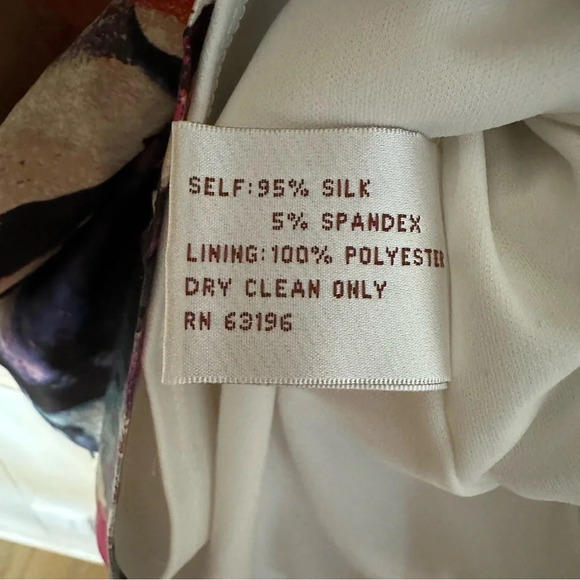 SELF: 95% SILK
5% SPANDEX
LINING: 100% POLYESTER
DRY CLEAN ONLY
RN 63196